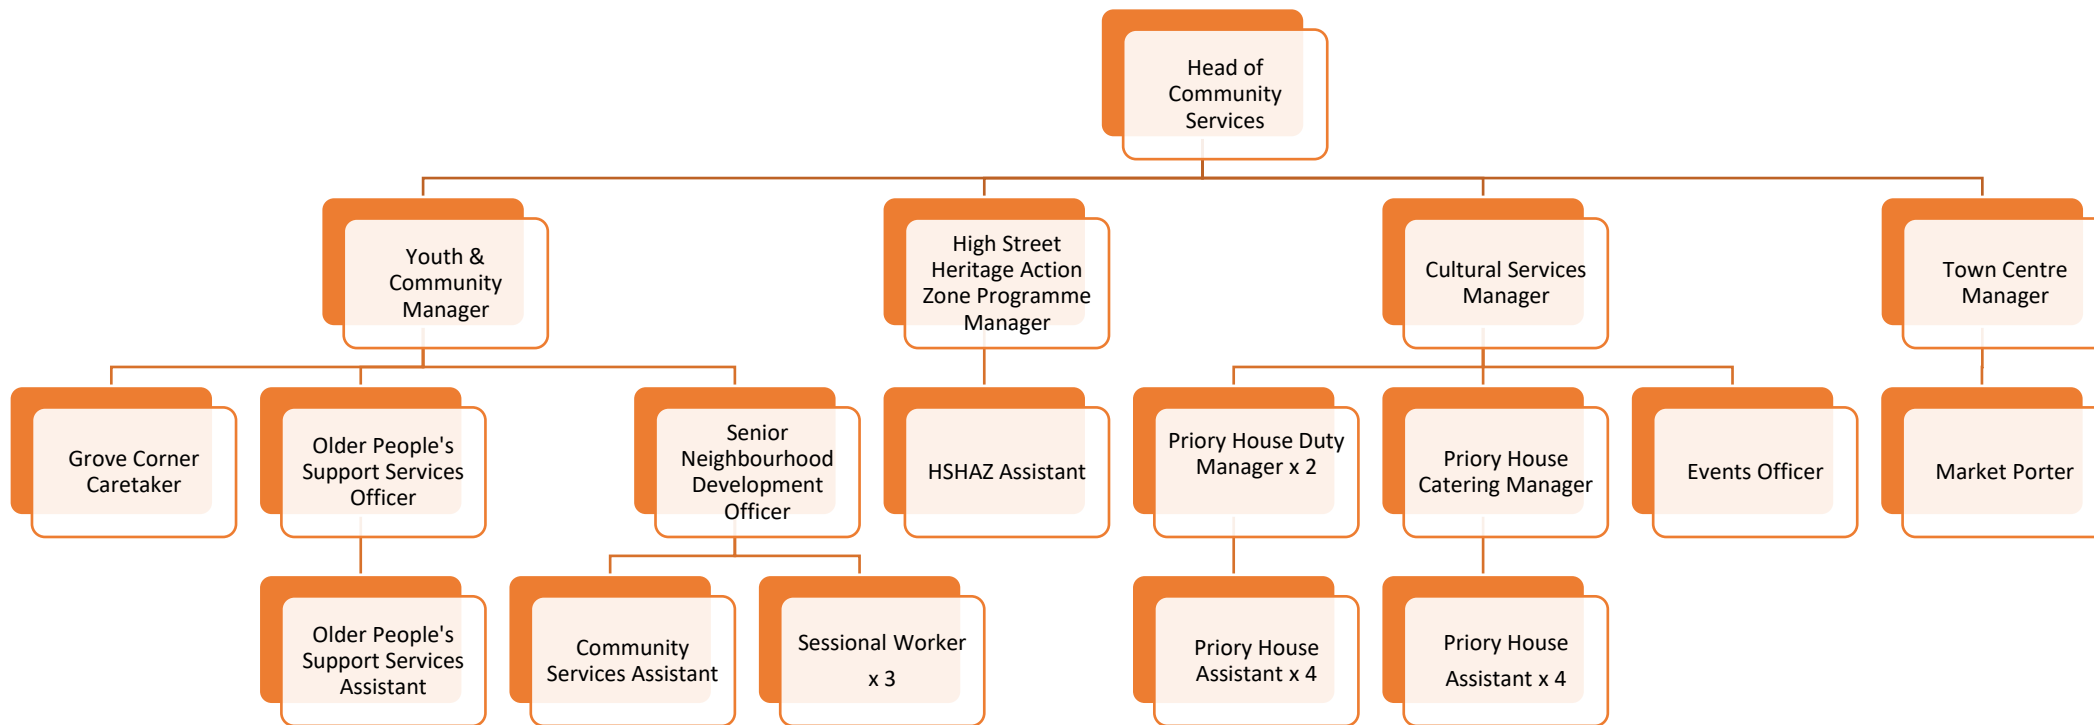 Head of
Community
Services
Youth &
Community
Manager
High Street
Heritage Action
Zone Programme
Manager
Cultural Services
Manager
Town Centre
Manager
Grove Corner
Caretaker
Older People's
Support Services
Officer
Senior
Neighbourhood
Development
Officer
HSHAZ Assistant
Priory House Duty
Manager x 2
Priory House
Catering Manager
Events Officer
Market Porter
Older People's
Support Services
Assistant
Community
Services Assistant
Sessional Worker
x 3
Priory House
Assistant x 4
Priory House
Assistant x 4